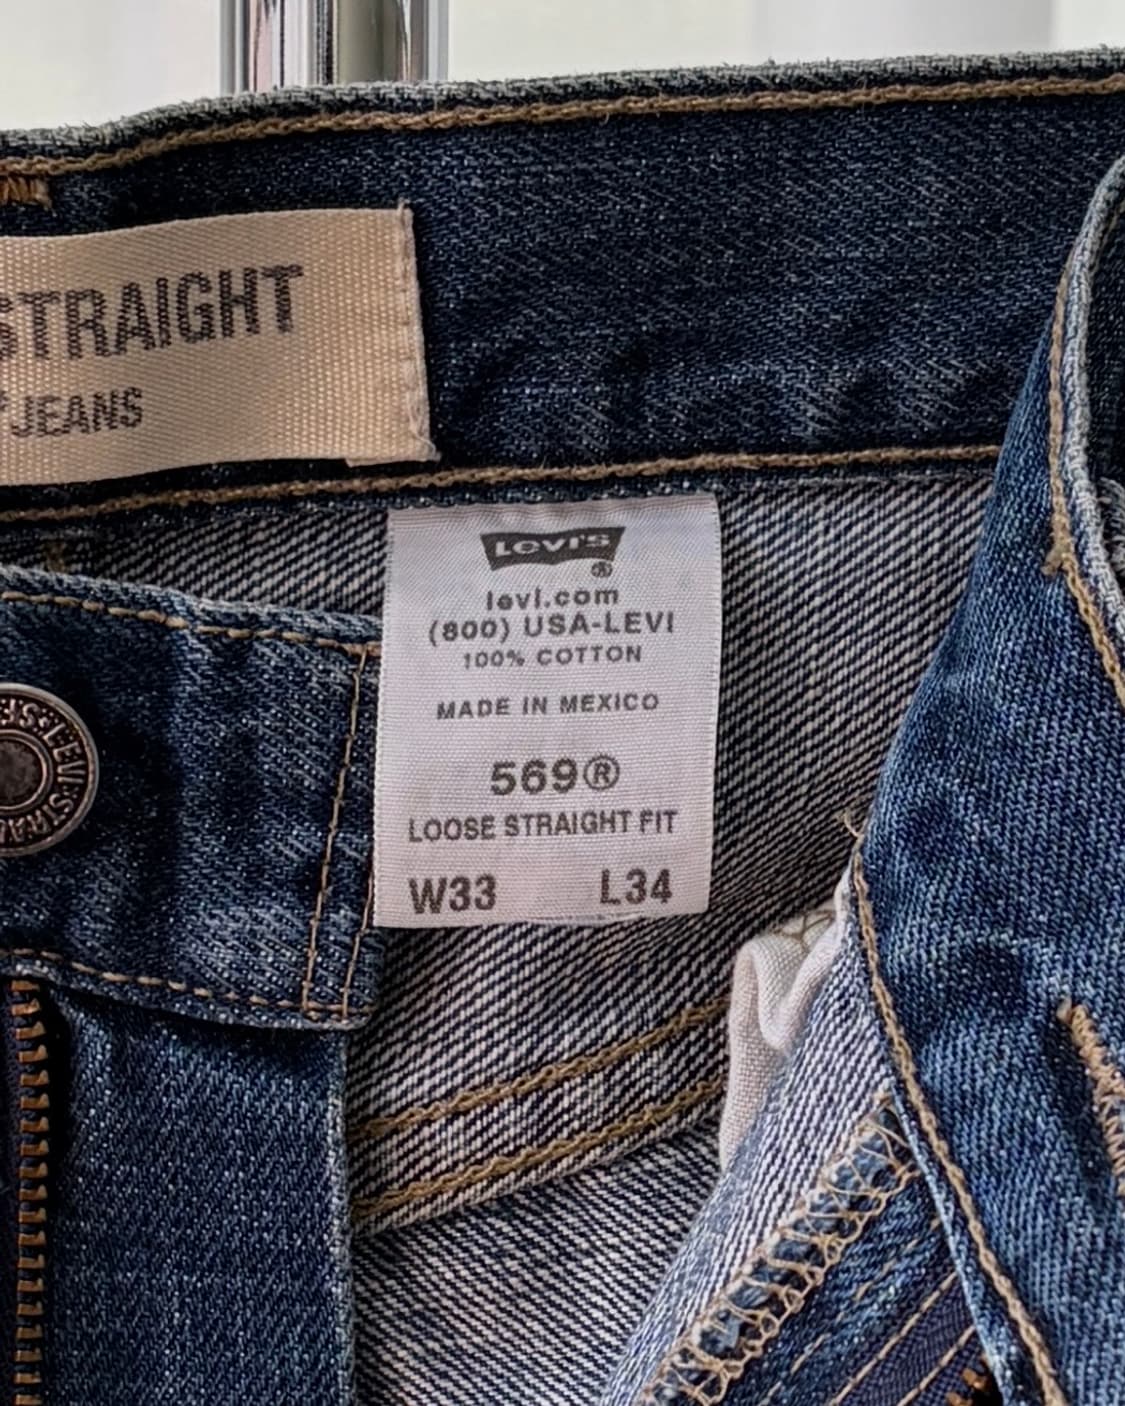 STRAIGHT
JEANS
LEVI'S
®
levi.com
(800) USA-LEVI
100% COTTON
MADE IN MEXICO
569®
LOOSE STRAIGHT FIT
W33 L34